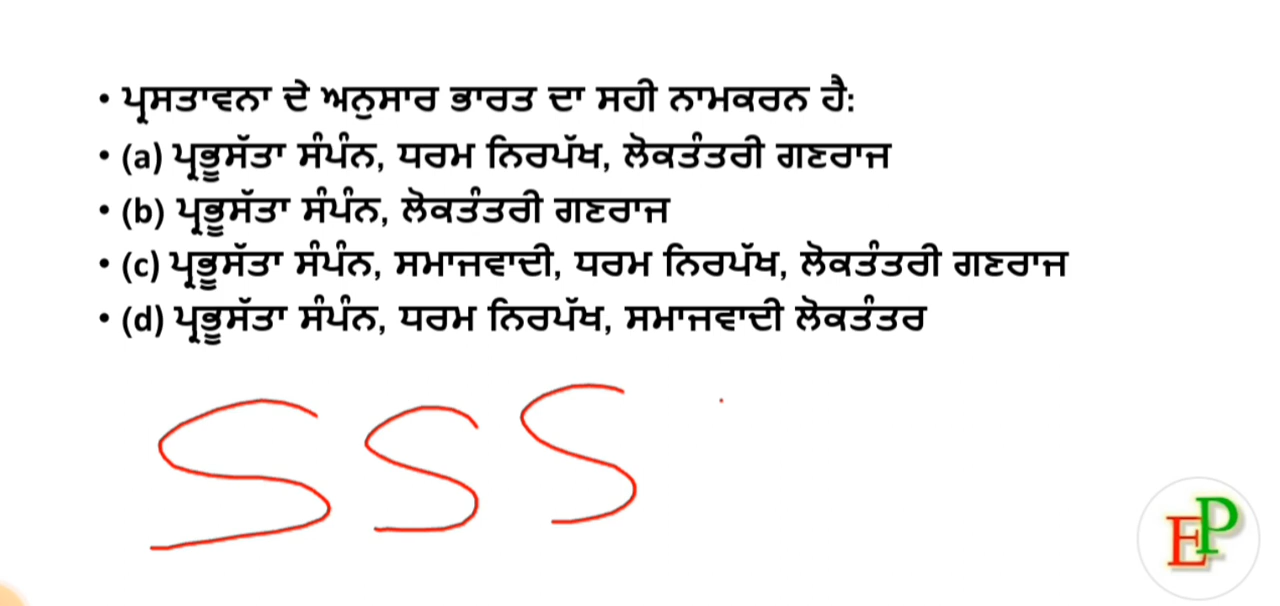 • ਪ੍ਰਸਤਾਵਨਾ ਦੇ ਅਨੁਸਾਰ ਭਾਰਤ ਦਾ ਸਹੀ ਨਾਮਕਰਨ ਹੈ:
• (a) ਪ੍ਰਭੂਸੱਤਾ ਸੰਪੰਨ, ਧਰਮ ਨਿਰਪੱਖ, ਲੋਕਤੰਤਰੀ ਗਣਰਾਜ
• (b) ਪ੍ਰਭੂਸੱਤਾ ਸੰਪੰਨ, ਲੋਕਤੰਤਰੀ ਗਣਰਾਜ
• (c) ਪ੍ਰਭੂਸੱਤਾ ਸੰਪੰਨ, ਸਮਾਜਵਾਦੀ, ਧਰਮ ਨਿਰਪੱਖ, ਲੋਕਤੰਤਰੀ ਗਣਰਾਜ
• (d) ਪ੍ਰਭੂਸੱਤਾ ਸੰਪੰਨ, ਧਰਮ ਨਿਰਪੱਖ, ਸਮਾਜਵਾਦੀ ਲੋਕਤੰਤਰ
S S S
EP